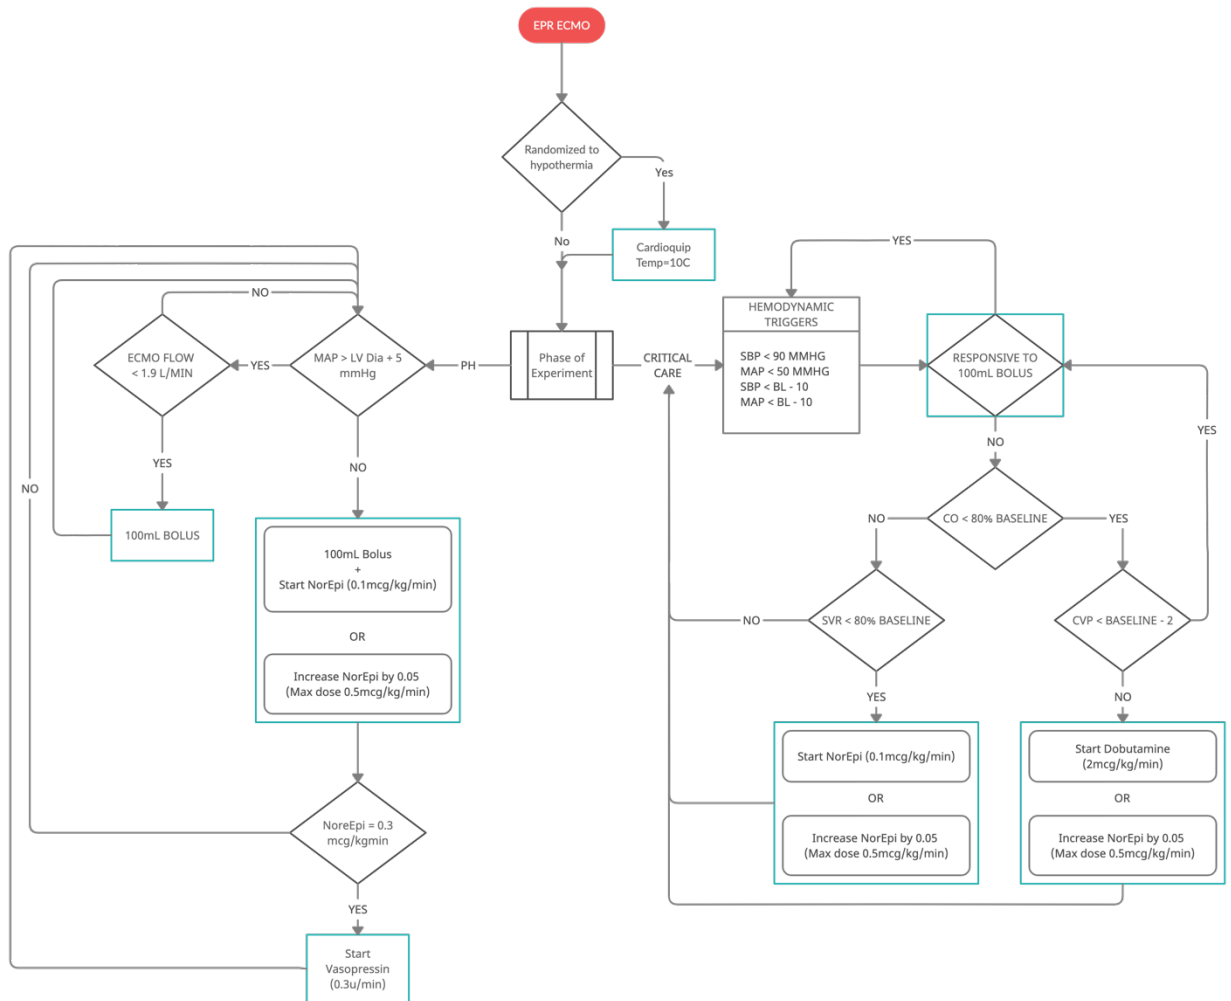 EPR ECMO
Randomized to
hypothermia
Yes
No
Cardioquip
Temp=10C
YES
NO
HEMODYNAMIC
TRIGGERS
SBP < 90 MMHG
MAP < 50 MMHG
SBP < BL - 10
MAP < BL - 10
ECMO FLOW
< 1.9 L/MIN
YES
MAP > LV Dia + 5
mmHg
PH
Phase of
Experiment
CRITICAL
CARE
RESPONSIVE TO
100mL BOLUS
YES
NO
YES
NO
NO
100mL BOLUS
NO
CO < 80% BASELINE
YES
100mL Bolus
+
Start NorEpi (0.1mcg/kg/min)
OR
Increase NorEpi by 0.05
(Max dose 0.5mcg/kg/min)
NO
SVR < 80% BASELINE
CVP < BASELINE - 2
YES
NO
Start NorEpi (0.1mcg/kg/min)
OR
Increase NorEpi by 0.05
(Max dose 0.5mcg/kg/min)
Start Dobutamine
(2mcg/kg/min)
OR
Increase NorEpi by 0.05
(Max dose 0.5mcg/kg/min)
NoreEpi = 0.3
mcg/kgmin
YES
Start
Vasopressin
(0.3u/min)